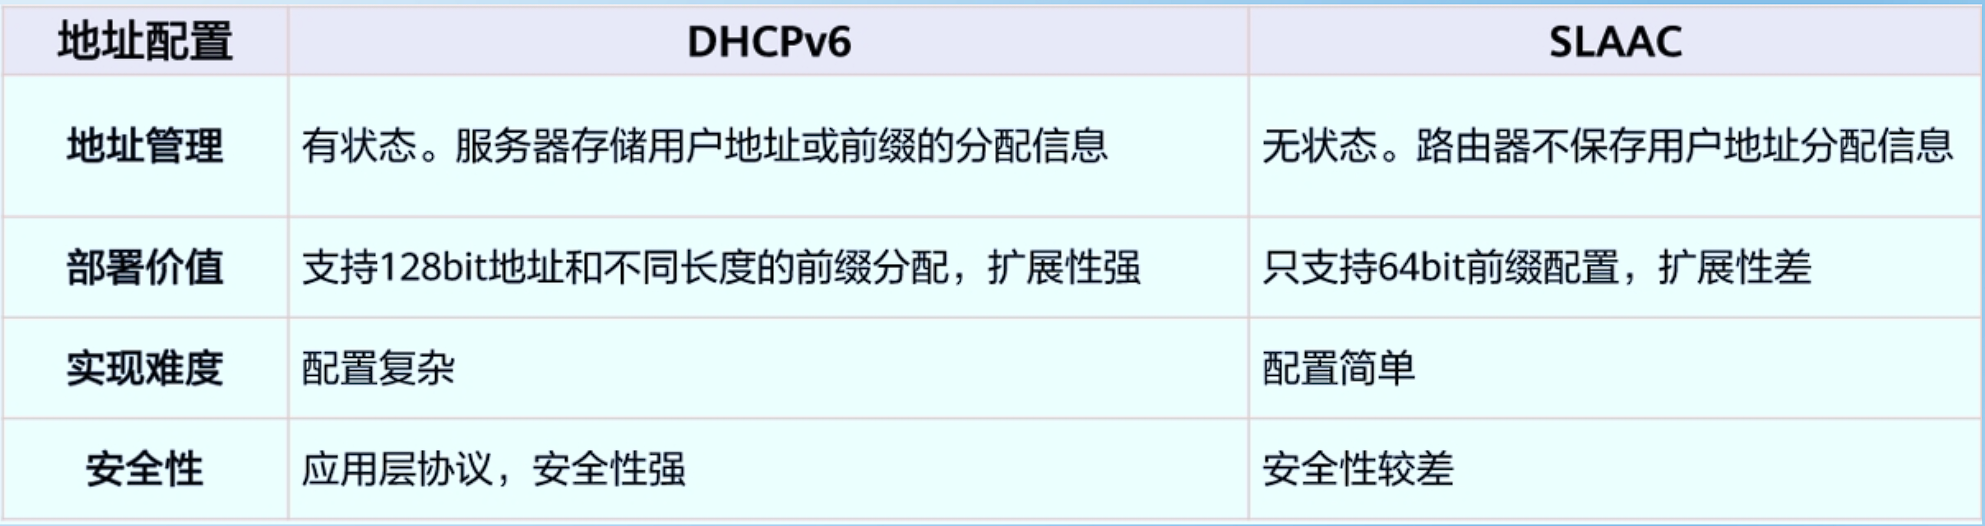 地址配置 DHCPv6 SLAAC
地址管理 有状态。服务器存储用户地址或前缀的分配信息 无状态。路由器不保存用户地址分配信息
部署价值 支持128bit地址和不同长度的前缀分配，扩展性强 只支持64bit前缀配置，扩展性差
实现难度 配置复杂 配置简单
安全性 应用层协议，安全性强 安全性较差